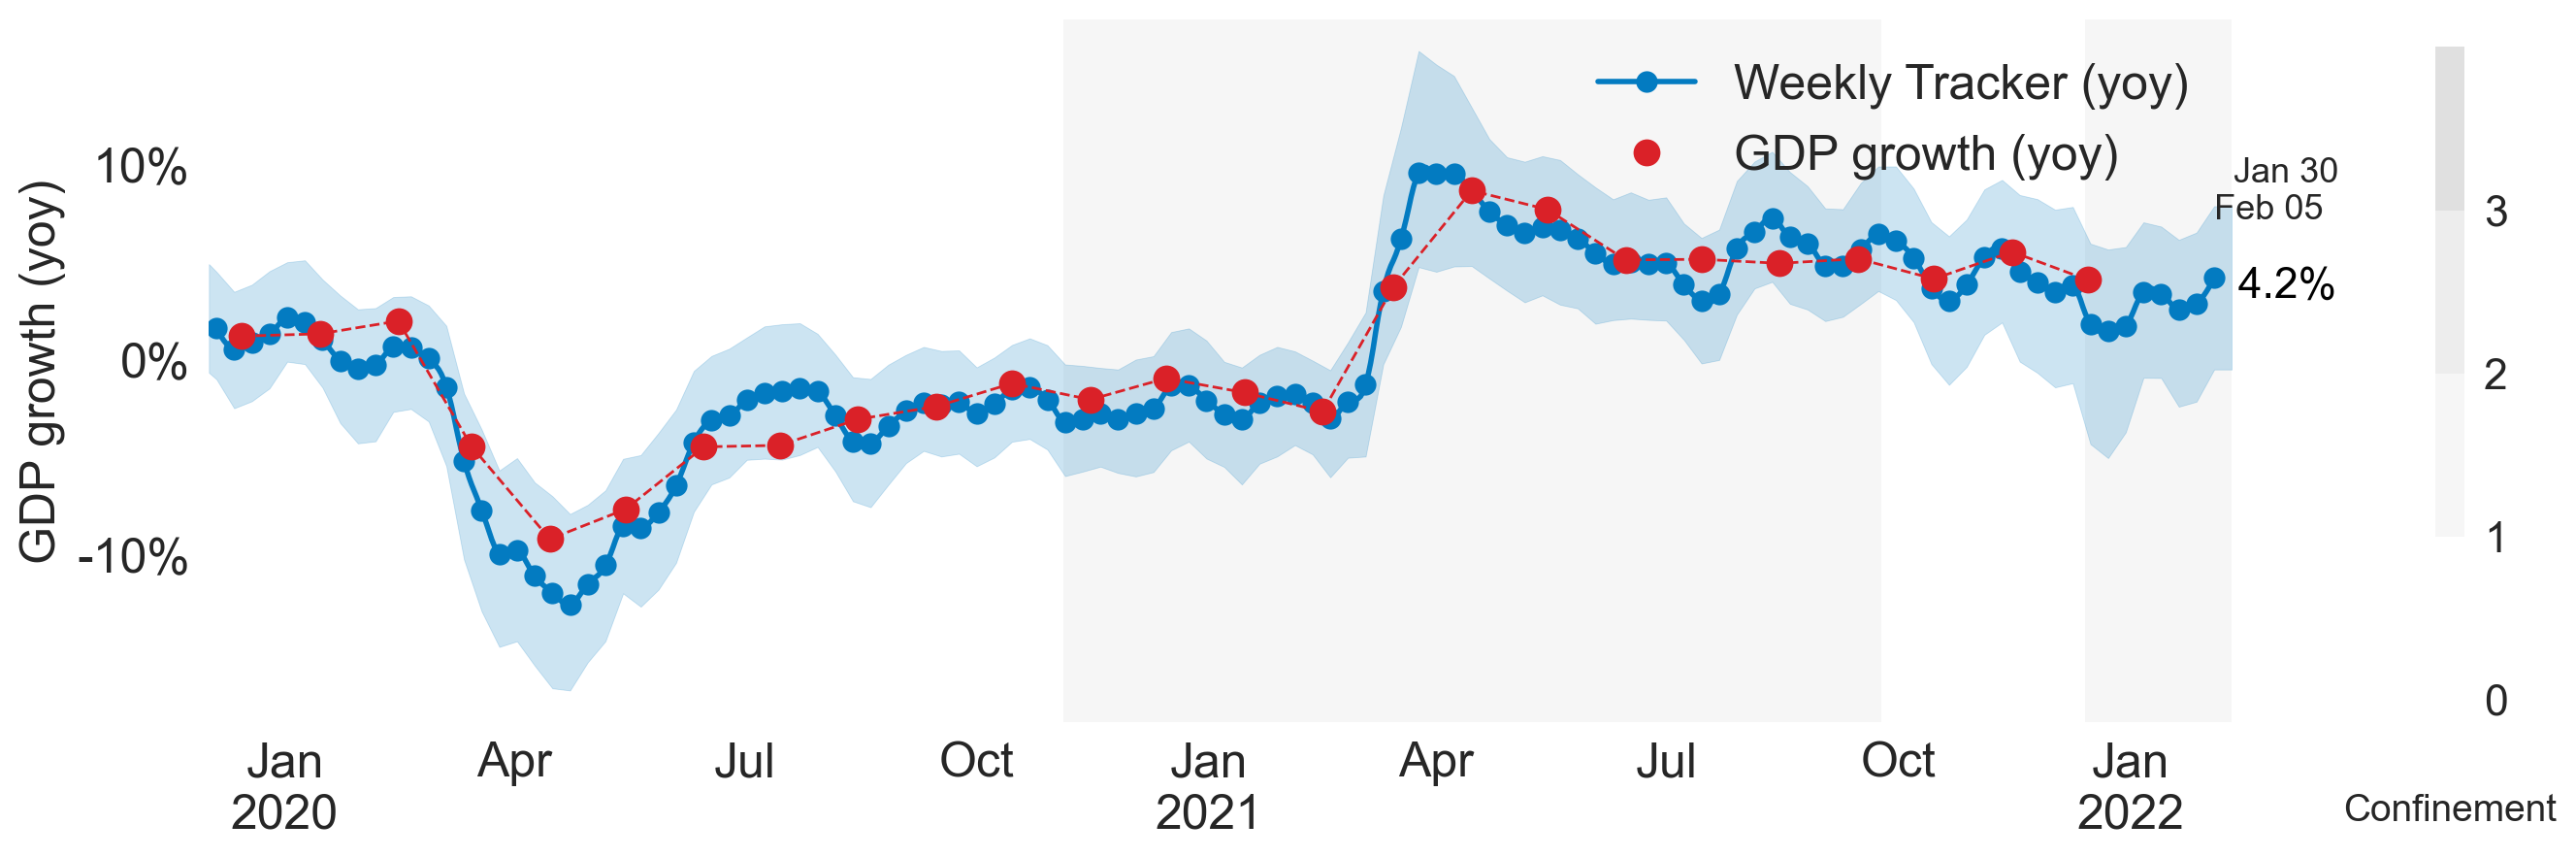 GDP growth (yoy)
10%
0%
-10%
Weekly Tracker (yoy)
GDP growth (yoy)
Jan 30
Feb 05
4.2%
3
2
1
0
Jan Apr Jul Oct Jan Apr Jul Oct Jan
2020 2021 2022
Confinement